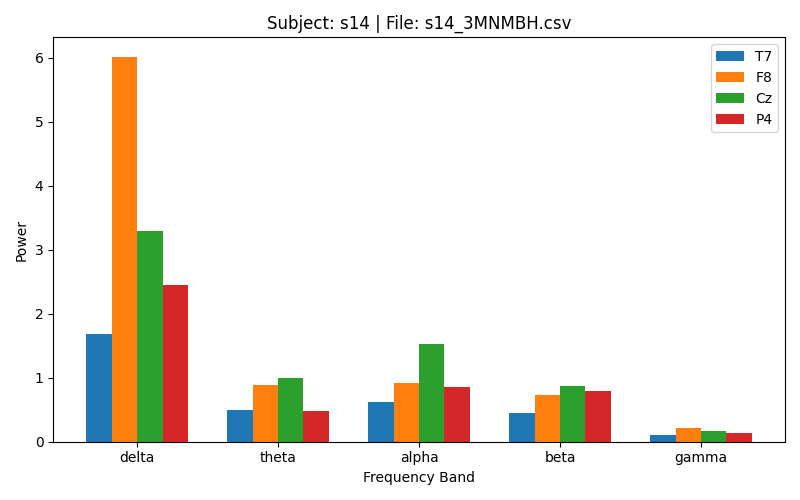 Subject: s14 | File: s14_3MNMBH.csv
T7
F8
Cz
P4
Power
6
5
4
3
2
1
0
delta theta alpha beta gamma
Frequency Band